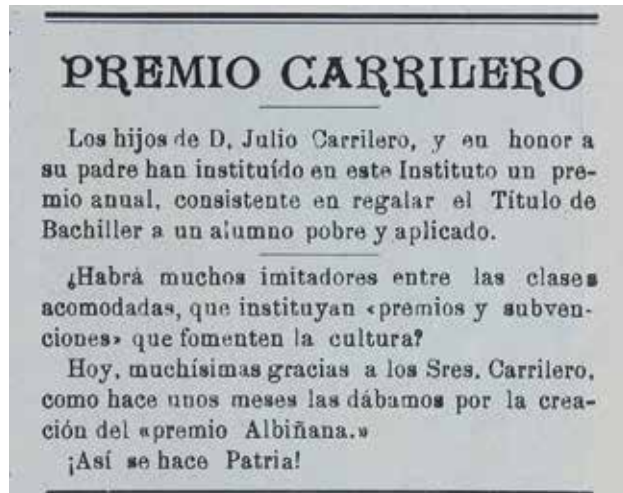 PREMIO CARRILERO
Los hijos de D. Julio Carrilero, y en honor a
su padre han instituído en este Instituto un pre-
mio anual, consistente en regalar el Título de
Bachiller a un alumno pobre y aplicado.
¿Habrá muchos imitadores entre las clases
acomodadas, que instituyan «premios y subven-
ciones» que fomenten la cultura?
Hoy, muchísimas gracias a los Sres. Carrilero,
como hace unos meses las dábamos por la crea-
ción del «premio Albiñana.»
¡Así se hace Patria!